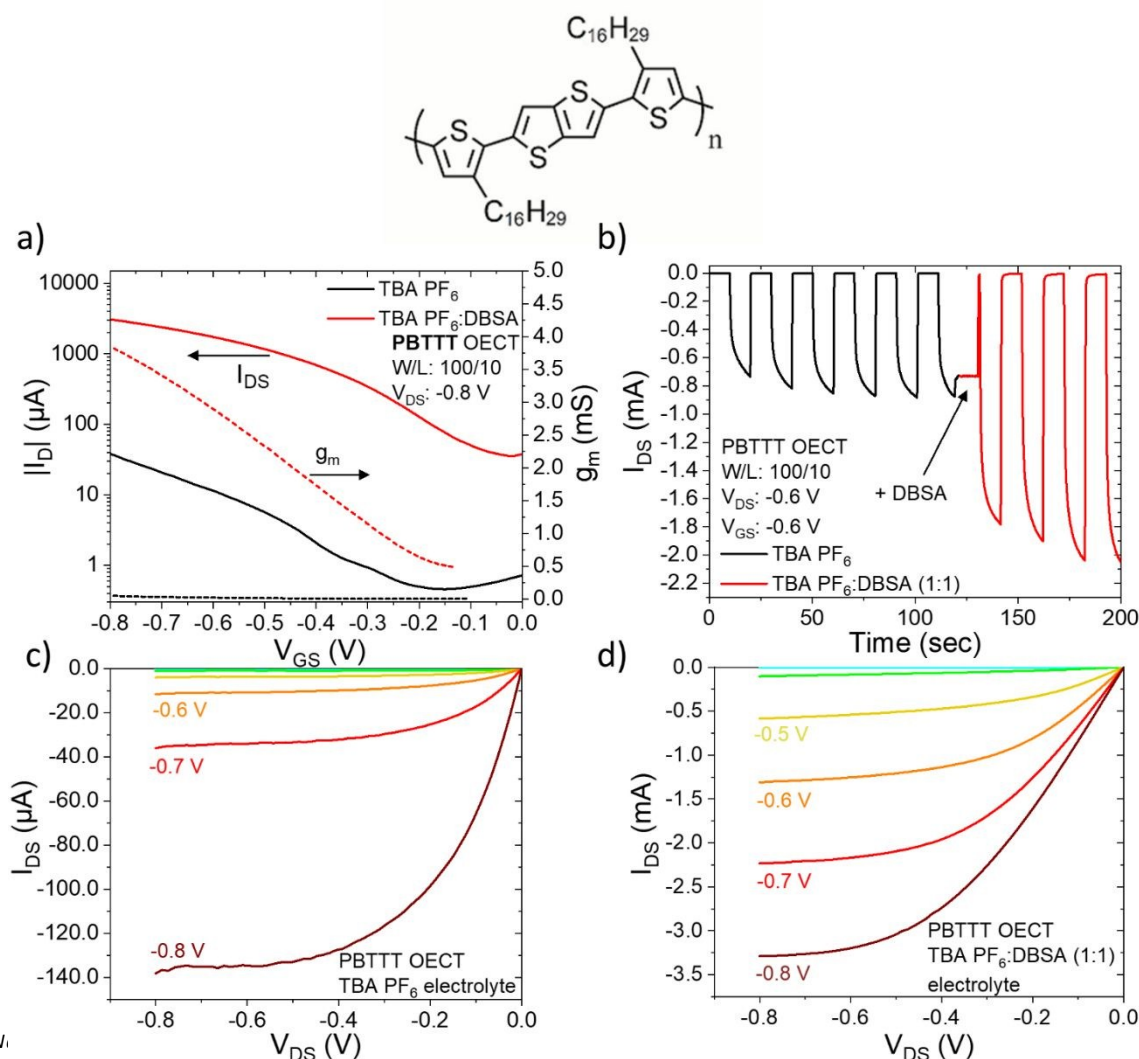 C16H29
S
S
S
S
n
C16H29
a)
b)
10000
1000
100
10
1
|ID| (µA)
5.0
4.5
4.0
3.5
3.0
2.5
2.0
1.5
1.0
0.5
0.0
gm (mS)
TBA PF6
TBA PF6:DBSA
PBTTT OECT
W/L: 100/10
VDS: -0.8 V
IDS
gm
-0.8 -0.7 -0.6 -0.5 -0.4 -0.3 -0.2 -0.1 0.0
VGS (V)
0.0
-0.2
-0.4
-0.6
-0.8
-1.0
-1.2
-1.4
-1.6
-1.8
-2.0
-2.2
IDS (mA)
+ DBSA
PBTTT OECT
W/L: 100/10
VDS: -0.6 V
VGS: -0.6 V
TBA PF6
TBA PF6:DBSA (1:1)
0 50 100 150 200
Time (sec)
c)
d)
0.0
-20.0
-40.0
-60.0
-80.0
-100.0
-120.0
-140.0
IDS (µA)
-0.6 V
-0.7 V
-0.8 V
PBTTT OECT
TBA PF6 electrolyte
-0.8 -0.6 -0.4 -0.2 0.0
VDS (V)
0.0
-0.5
-1.0
-1.5
-2.0
-2.5
-3.0
-3.5
IDS (mA)
-0.5 V
-0.6 V
-0.7 V
-0.8 V
PBTTT OECT
TBA PF6:DBSA (1:1)
electrolyte
-0.8 -0.6 -0.4 -0.2 0.0
VDS (V)